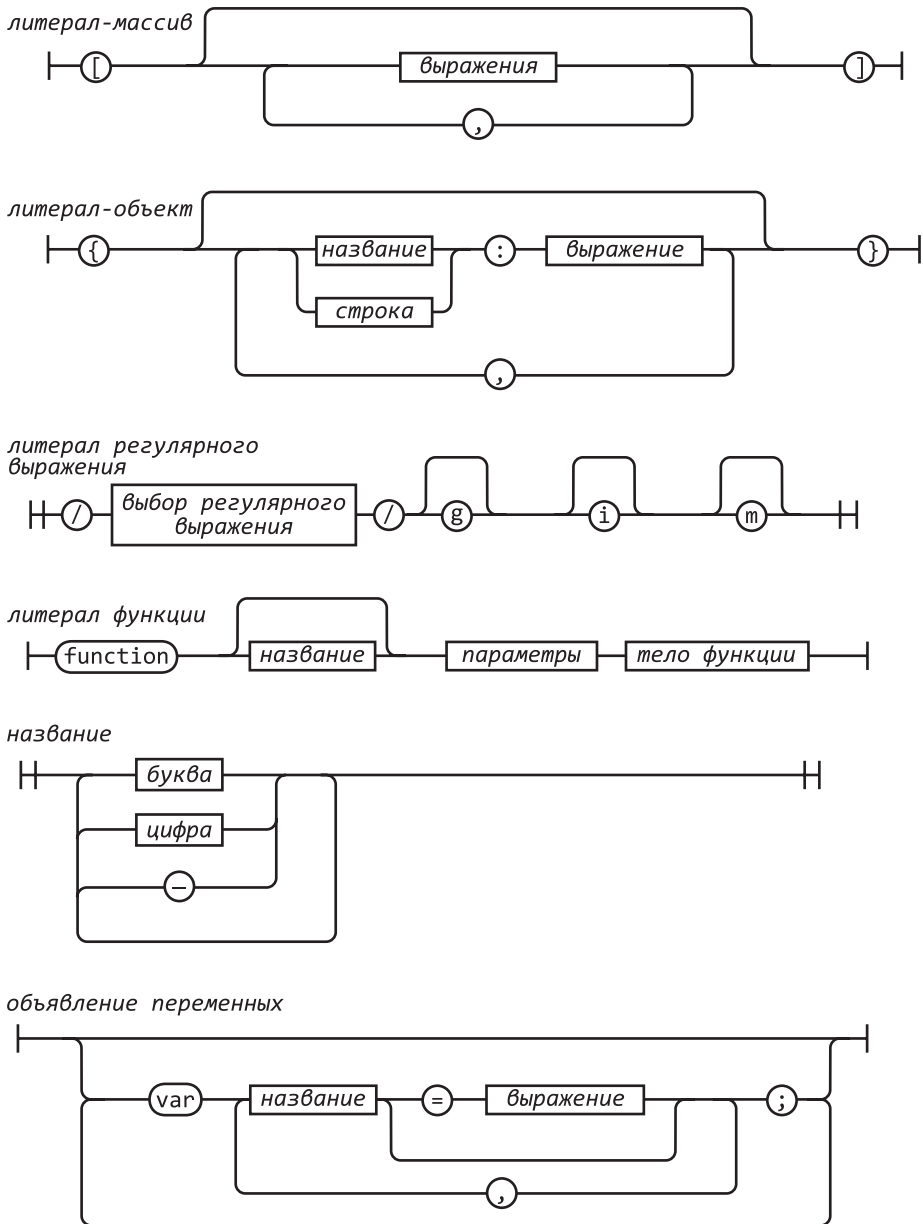 литерал-массив
[ выражения ]
,
литерал-объект
{ название : выражение }
строка
,
литерал регулярного
выражения
/ выбор регулярного
выражения / g i m
литерал функции
function название параметры тело функции
название
буква
цифра
–
объявление переменных
var название = выражение ;
,